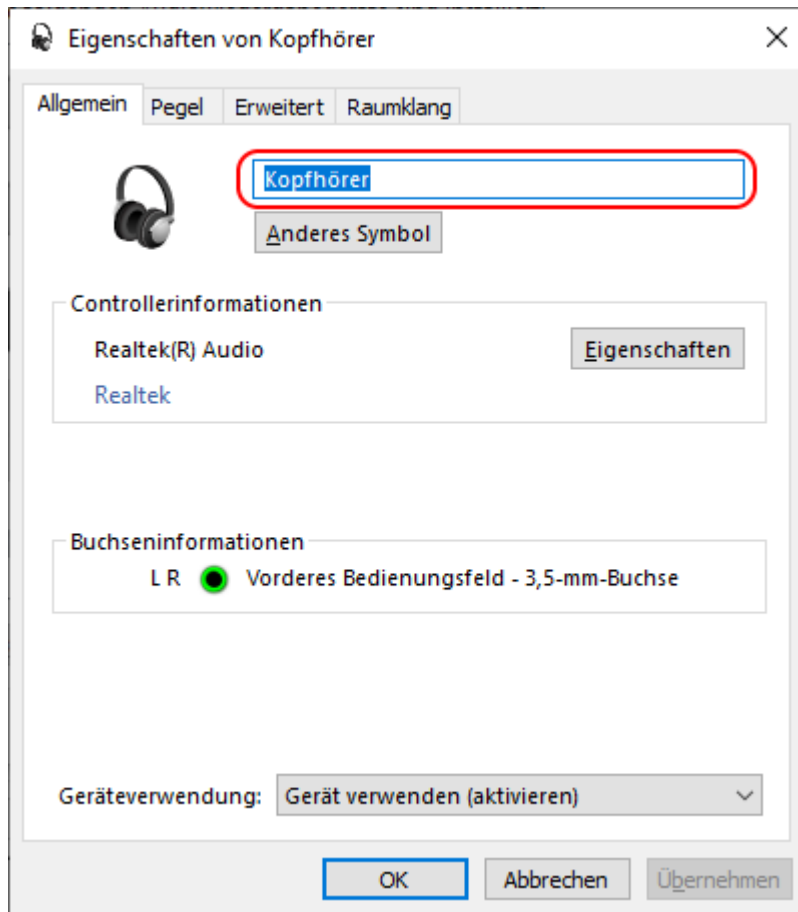 Eigenschaften von Kopfhörer
Allgemein Pegel Erweitert Raumklang
Kopfhörer
Anderes Symbol
Controllerinformationen
Realtek(R) Audio Eigenschaften
Realtek
Buchseninformationen
L R Vorderes Bedienungsfeld - 3,5-mm-Buchse
Geräteverwendung: Gerät verwenden (aktivieren)
OK Abbrechen Übernehmen